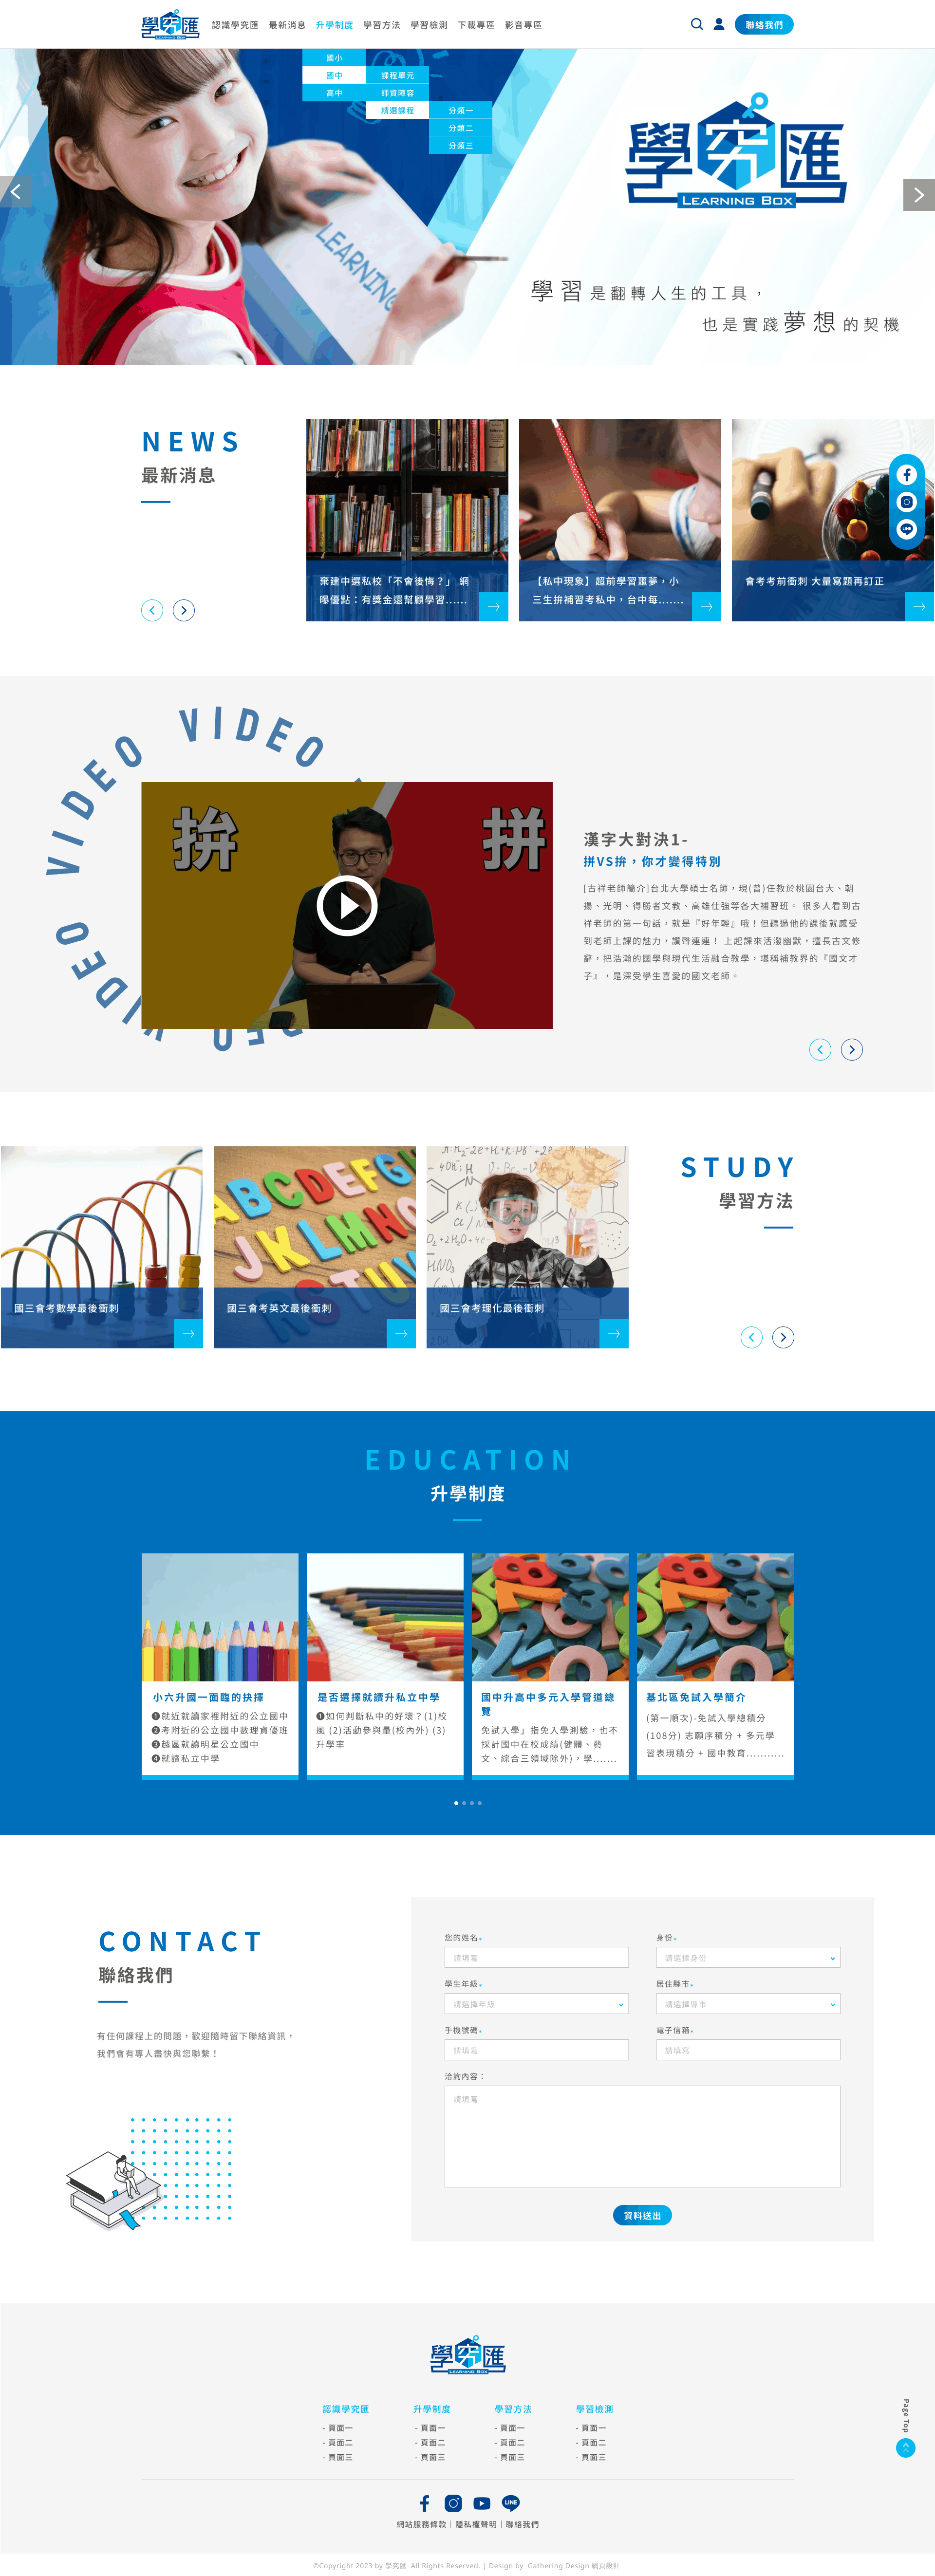 學究匯
LEARNING BOX
認識學究匯 最新消息 升學制度 學習方法 學習檢測 下載專區 影音專區
聯絡我們
國小
國中 課程單元
高中 師資陣容
精選課程 分類一
分類二
分類三
學究匯
LEARNING BOX
LEARNING
學習是翻轉人生的工具，
也是實踐夢想的契機
NEWS
最新消息
棄建中選私校「不會後悔？」 網
曝優點：有獎金還幫顧學習......
【私中現象】超前學習噩夢，小
三生拚補習考私中，台中每.......
會考考前衝刺 大量寫題再訂正
LINE
VIDEO VIDEO VIDEO
拚 拼
漢字大對決1-
拼VS拚，你才變得特別
[古祥老師簡介]台北大學碩士名師，現(曾)任教於桃園台大、朝
揚、光明、得勝者文教、高雄仕強等各大補習班。 很多人看到古
祥老師的第一句話，就是『好年輕』哦！但聽過他的課後就感受
到老師上課的魅力，讚聲連連！ 上起課來活潑幽默，擅長古文修
辭，把浩瀚的國學與現代生活融合教學，堪稱補教界的『國文才
子』，是深受學生喜愛的國文老師。
國三會考數學最後衝刺
國三會考英文最後衝刺
國三會考理化最後衝刺
STUDY
學習方法
EDUCATION
升學制度
小六升國一面臨的抉擇
❶就近就讀家裡附近的公立國中
❷考附近的公立國中數理資優班
❸越區就讀明星公立國中
❹就讀私立中學
是否選擇就讀升私立中學
❶如何判斷私中的好壞？(1)校
風 (2)活動參與量(校內外) (3)
升學率
國中升高中多元入學管道總
覽
免試入學」指免入學測驗，也不
採計國中在校成績(健體、藝
文、綜合三領域除外)，學.......
基北區免試入學簡介
(第一順次)-免試入學總積分
(108分) 志願序積分 + 多元學
習表現積分 + 國中教育...........
CONTACT
聯絡我們
有任何課程上的問題，歡迎隨時留下聯絡資訊，
我們會有專人盡快與您聯繫！
您的姓名*
請填寫
身份*
請選擇身份
學生年級*
請選擇年級
居住縣市*
請選擇縣市
手機號碼*
請填寫
電子信箱*
請填寫
洽詢內容：
請填寫
資料送出
學究匯
LEARNING BOX
認識學究匯
- 頁面一
- 頁面二
- 頁面三
升學制度
- 頁面一
- 頁面二
- 頁面三
學習方法
- 頁面一
- 頁面二
- 頁面三
學習檢測
- 頁面一
- 頁面二
- 頁面三
Page Top
LINE
網站服務條款｜隱私權聲明｜聯絡我們
©Copyright 2023 by 學究匯 All Rights Reserved. | Design by Gathering Design 網頁設計